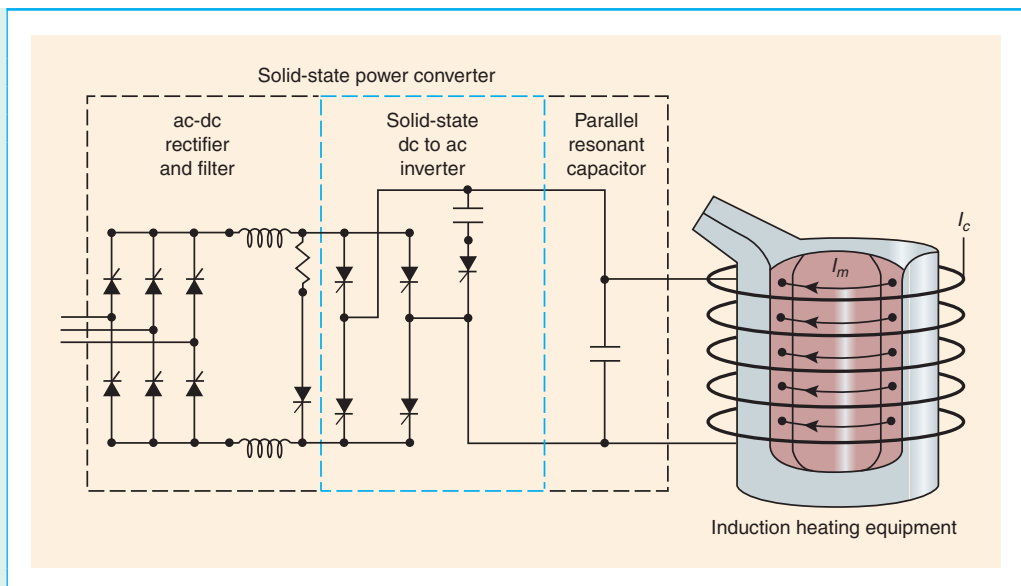 Solid-state power converter
ac-dc
rectifier
and filter
Solid-state
dc to ac
inverter
Parallel
resonant
capacitor
I_c
I_m
Induction heating equipment